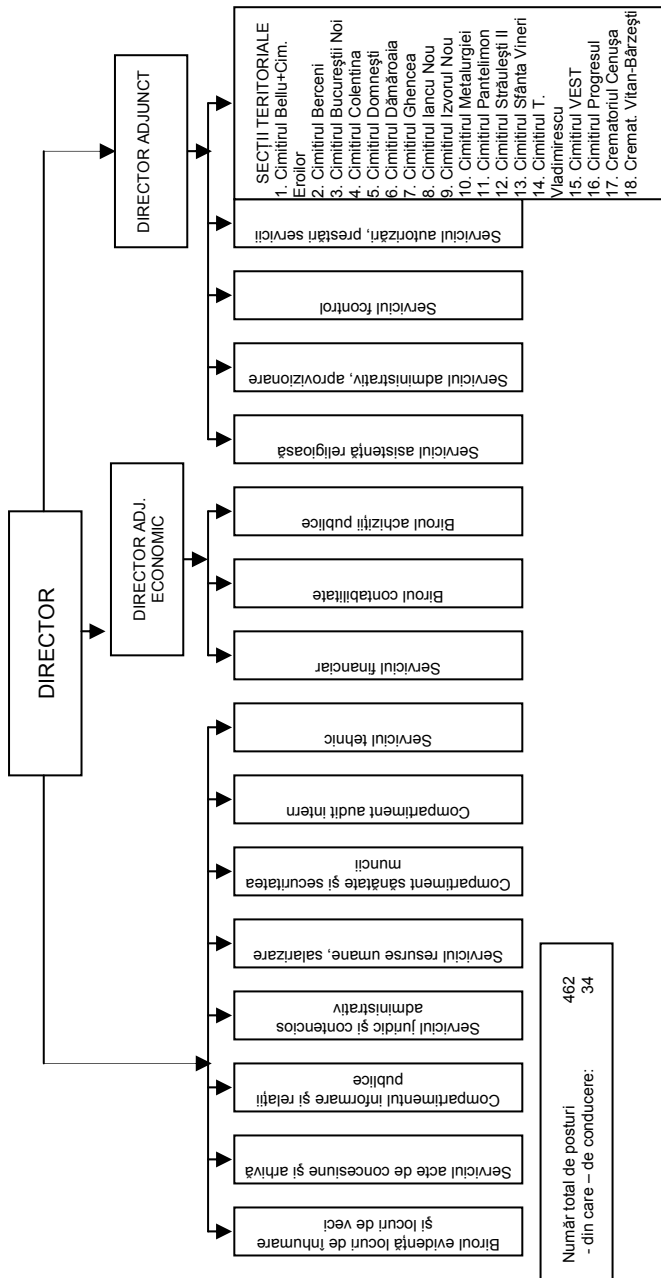 DIRECTOR
DIRECTOR ADJ.
ECONOMIC
DIRECTOR ADJUNCT
Biroul evidenţă locuri de înhumare
şi locuri de veci
Serviciul acte de concesiune şi arhivă
Compartimentul informare şi relaţii
publice
Serviciul juridic şi contencios
administrativ
Serviciul resurse umane, salarizare
Compartiment sănătate şi securitatea
muncii
Compartiment audit intern
Serviciul tehnic
Serviciul financiar
Biroul contabilitate
Biroul achiziţii publice
Serviciul asistenţă religioasă
Serviciul administrativ, aprovizionare
Serviciul fcontrol
Serviciul autorizări, prestări servicii
SECŢII TERITORIALE
1. Cimitirul Bellu+Cim.
Eroilor
2. Cimitirul Berceni
3. Cimitirul Bucureştii Noi
4. Cimitirul Colentina
5. Cimitirul Domneşti
6. Cimitirul Dămăroaia
7. Cimitirul Ghencea
8. Cimitirul Iancu Nou
9. Cimitirul Izvorul Nou
10. Cimitirul Metalurgiei
11. Cimitirul Pantelimon
12. Cimitirul Străuleşti II
13. Cimitirul Sfânta Vineri
14. Cimitirul T.
Vladimirescu
15. Cimitirul VEST
16. Cimitirul Progresul
17. Crematoriul Cenuşa
18. Cremat. Vitan-Bârzeşti
Număr total de posturi 462
- din care – de conducere: 34